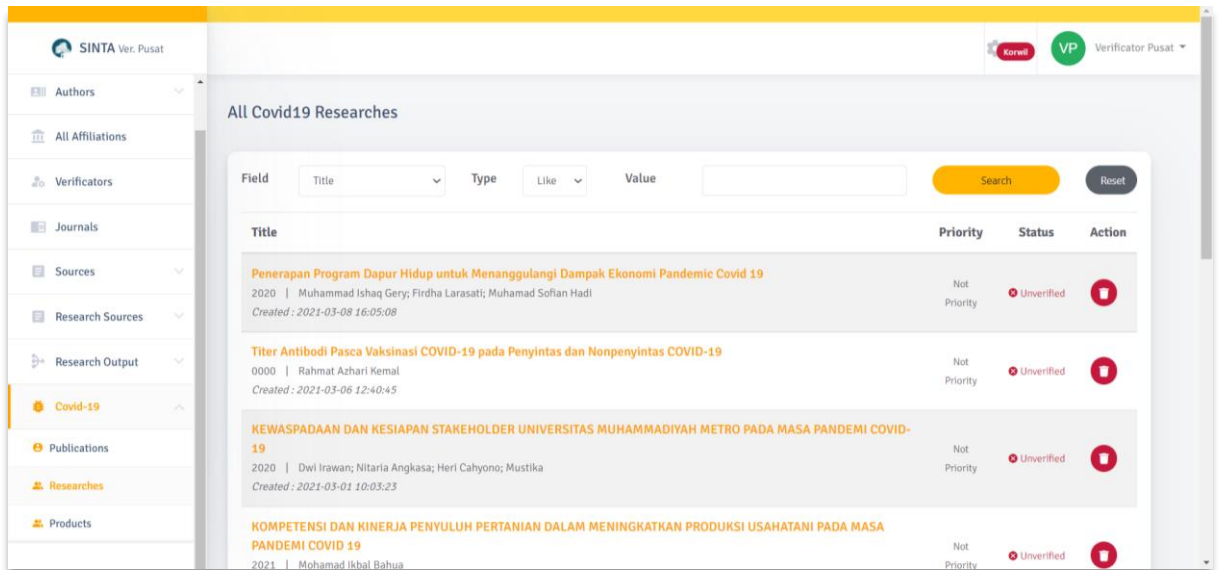 SINTA Ver. Pusat
Korwil
VP
Verificator Pusat
Authors
All Affiliations
Verificators
Journals
Sources
Research Sources
Research Output
Covid-19
Publications
Researches
Products
All Covid19 Researches
Field Title Type Like Value Search Reset
Title Priority Status Action
Penerapan Program Dapur Hidup untuk Menanggulangi Dampak Ekonomi Pandemic Covid 19
2020 | Muhammad Ishaq Gery; Firdha Larasati; Muhamad Sofian Hadi
Created : 2021-03-08 16:05:08
Not
Priority
Unverified
Titer Antibodi Pasca Vaksinasi COVID-19 pada Penyintas dan Nonpenyintas COVID-19
0000 | Rahmat Azhari Kemal
Created : 2021-03-06 12:40:45
Not
Priority
Unverified
KEWASPADAAN DAN KESIAPAN STAKEHOLDER UNIVERSITAS MUHAMMADIYAH METRO PADA MASA PANDEMI COVID-
19
2020 | Dwi Irawan; Nitaria Angkasa; Heri Cahyono; Mustika
Created : 2021-03-01 10:03:23
Not
Priority
Unverified
KOMPETENSI DAN KINERJA PENYULUH PERTANIAN DALAM MENINGKATKAN PRODUKSI USAHATANI PADA MASA
PANDEMI COVID 19
2021 | Mohamad Ikbal Bahua
Not
Priority
Unverified